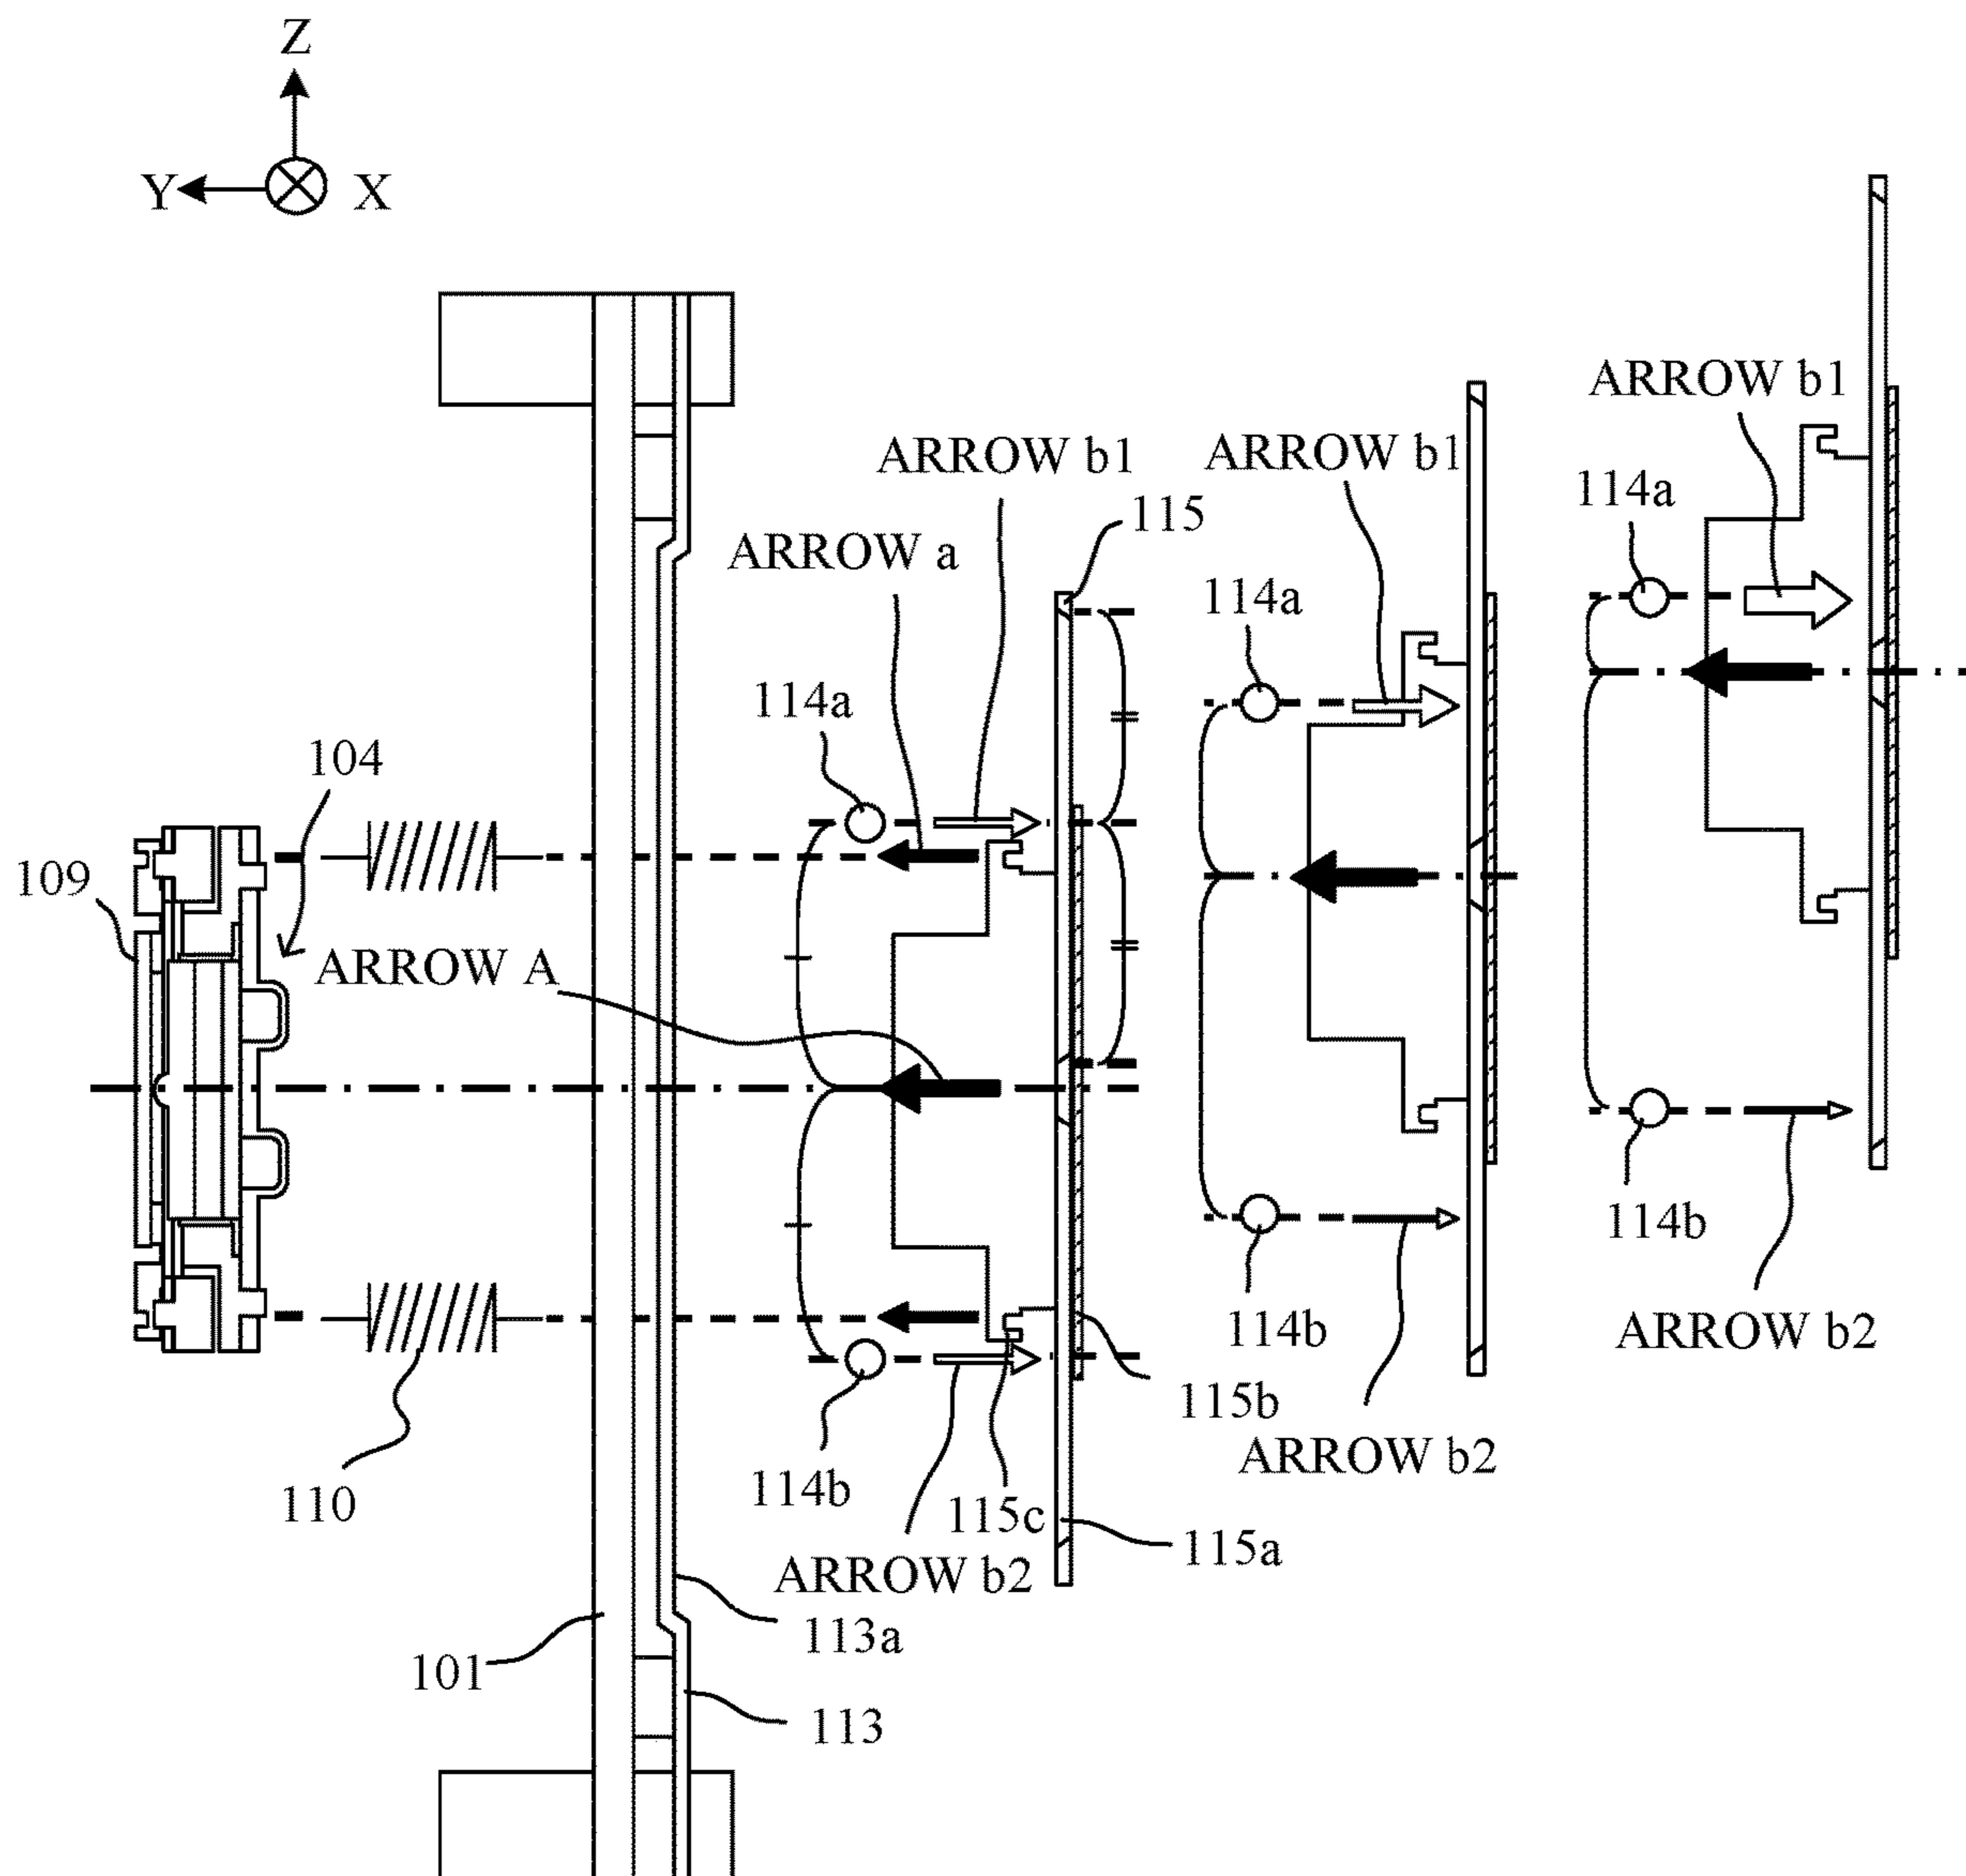 Z
Y
X
ARROW b1
ARROW b1
ARROW b1
115
114a
ARROW a
114a
114a
104
109
ARROW A
114b
114b
ARROW b2
115b
ARROW b2
110
114b
115c
115a
ARROW b2
113a
101
113